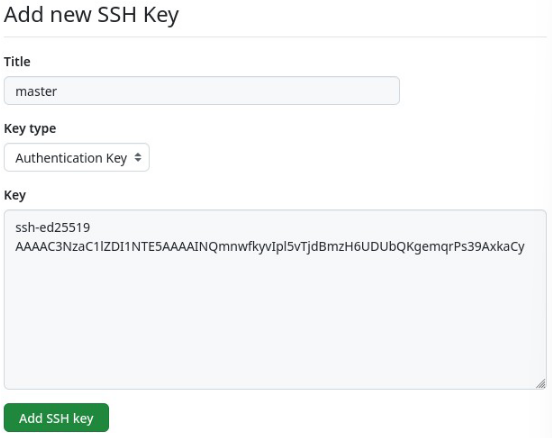 Add new SSH Key
Title
master
Key type
Authentication Key
Key
ssh-ed25519
AAAAC3NzaC1lZDI1NTE5AAAAINQmnwfkyvIpl5vTjdBmzH6UDUbQKgemqrPs39AxkaCy
Add SSH key